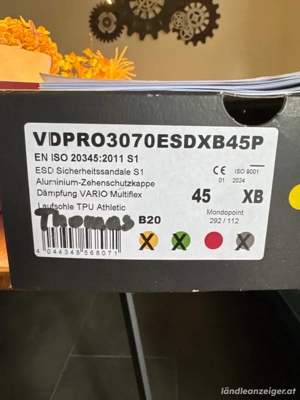 VDPRO3070ESDXB45P
EN ISO 20345:2011 S1
ESD Sicherheitssandale S1
Aluminium-Zehenschutzkappe
Dämpfung VARIO Multiflex
Laufsohle TPU Athletic
CE ISO 9001
01 2024
45 XB
Mondopoint
292 / 112
Thomas
B20
X X X
4 044348 568071
ländleanzeiger.at